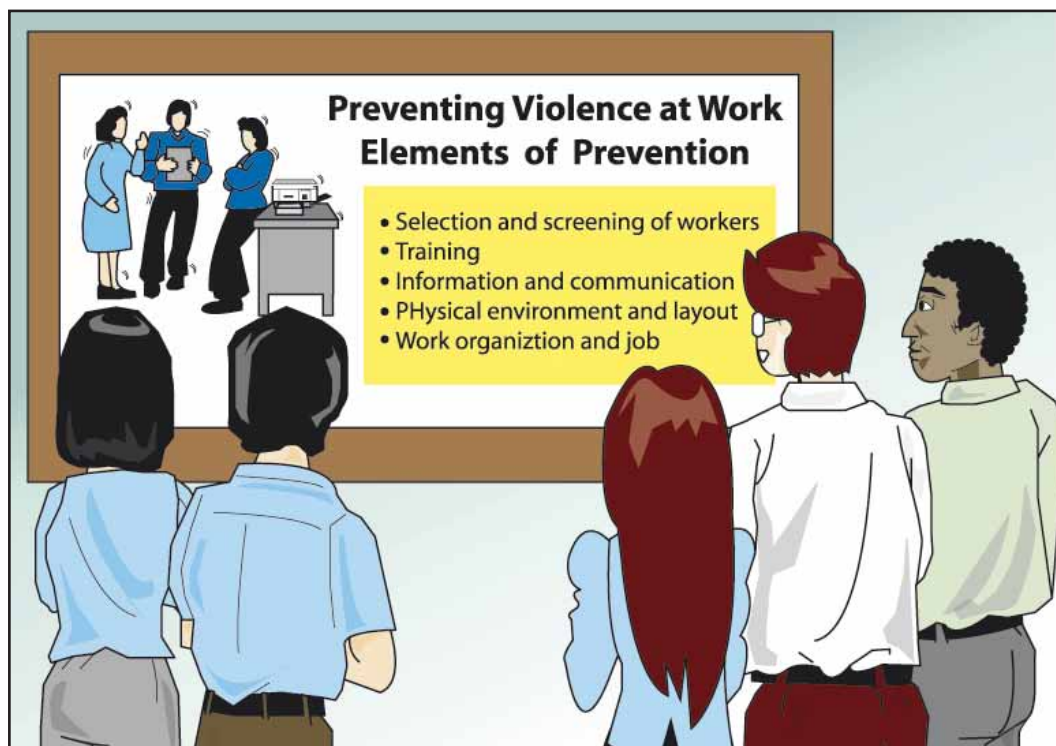 Preventing Violence at Work
Elements of Prevention
• Selection and screening of workers
• Training
• Information and communication
• PHysical environment and layout
• Work organiztion and job